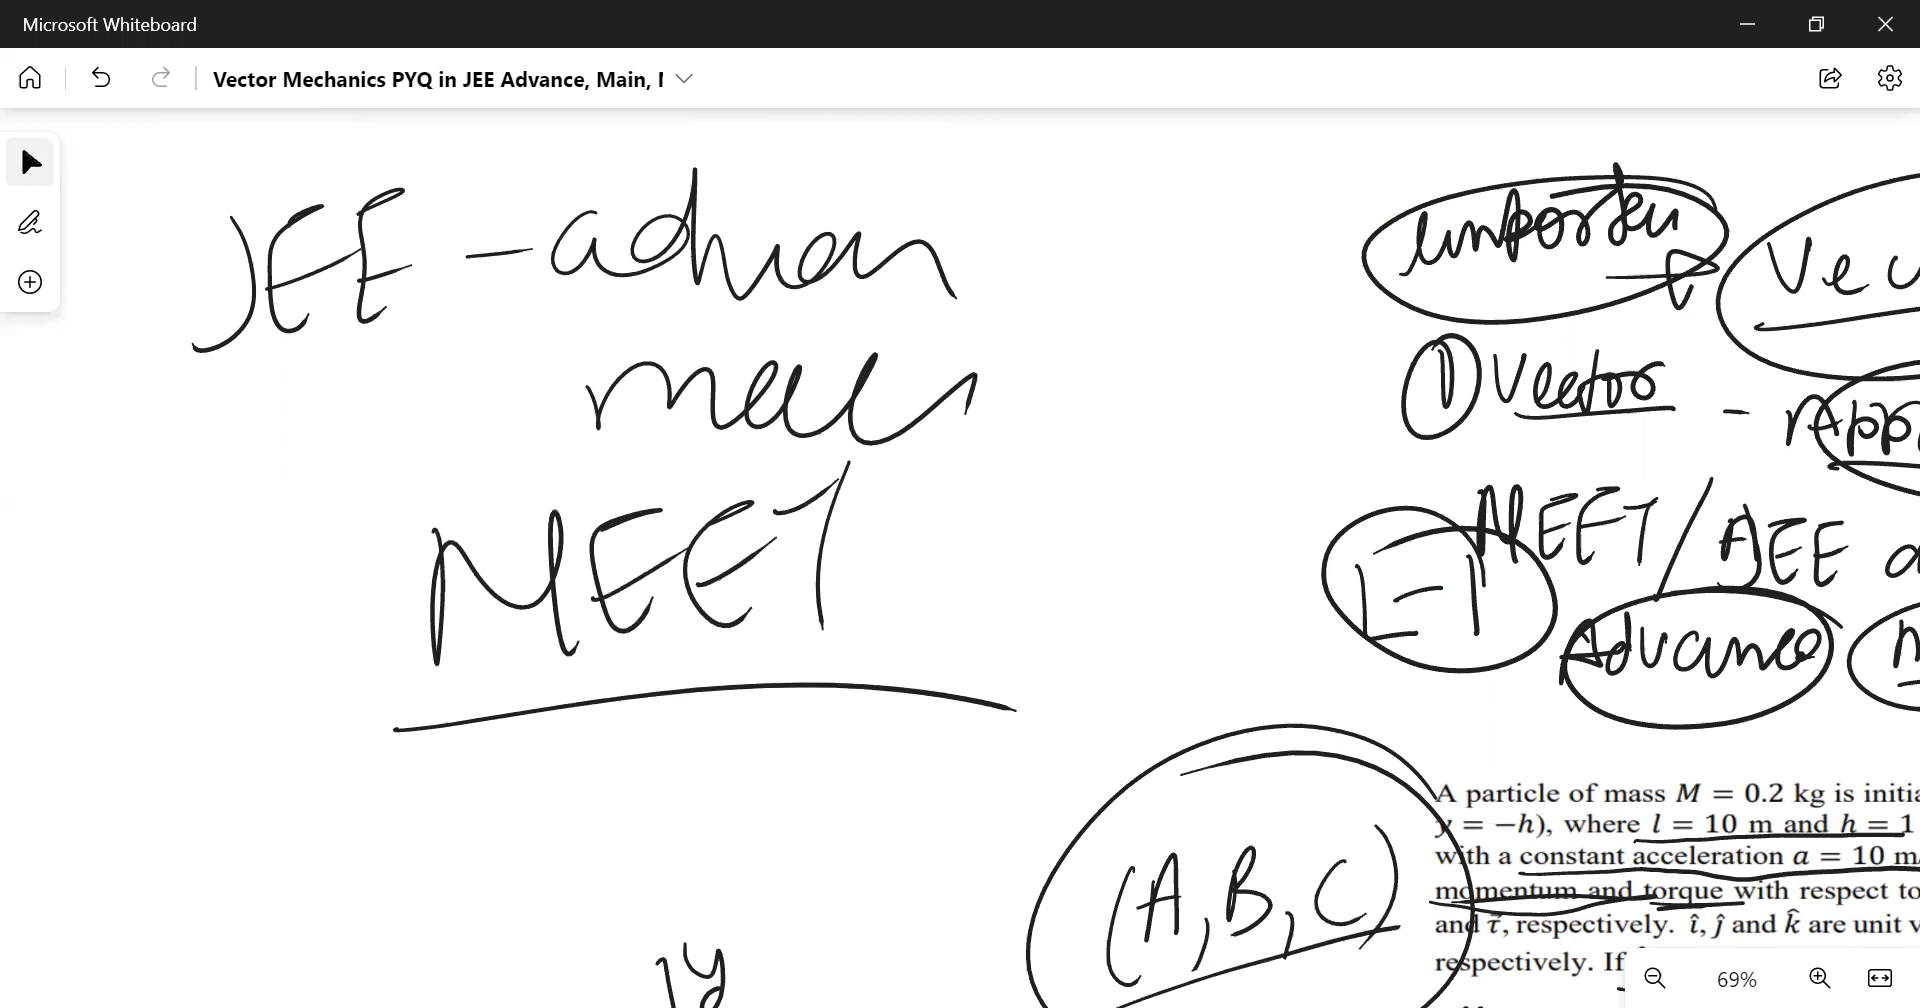 Microsoft Whiteboard
Vector Mechanics PYQ in JEE Advance, Main, N
JEE - advan
NEET
Vec
① Vector - App
NEET / JEE a
Advance
A particle of mass M = 0.2 kg is initia
y = −h), where l = 10 m and h = 1
with a constant acceleration a = 10 m
momentum and torque with respect to
and τ⃗, respectively. î, ĵ and k̂ are unit v
respectively. If
(A, B, C)
y
69%